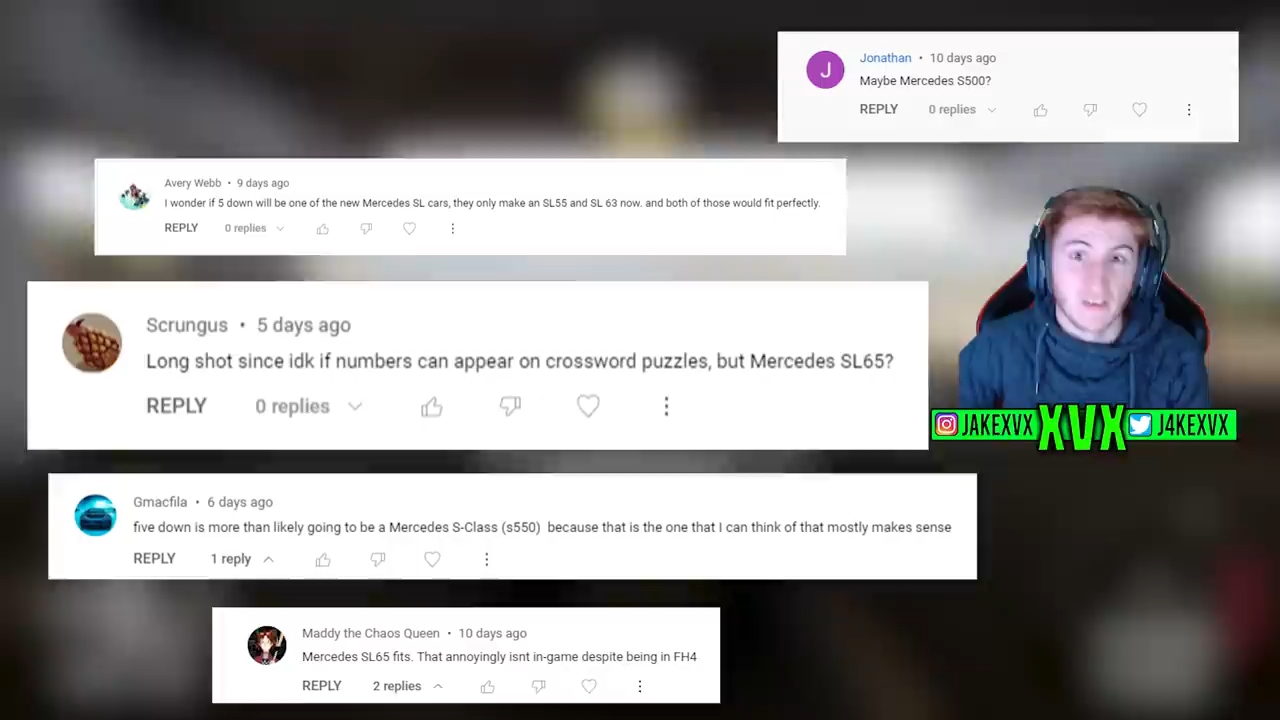 Jonathan • 10 days ago
Maybe Mercedes S500?
REPLY 0 replies
J
Avery Webb • 9 days ago
I wonder if 5 down will be one of the new Mercedes SL cars, they only make an SL55 and SL 63 now. and both of those would fit perfectly.
REPLY 0 replies
Scrungus • 5 days ago
Long shot since idk if numbers can appear on crossword puzzles, but Mercedes SL65?
REPLY 0 replies
JAKEXVX XVX J4KEXVX
Gmacfila • 6 days ago
five down is more than likely going to be a Mercedes S-Class (s550) because that is the one that I can think of that mostly makes sense
REPLY 1 reply
Maddy the Chaos Queen • 10 days ago
Mercedes SL65 fits. That annoyingly isnt in-game despite being in FH4
REPLY 2 replies